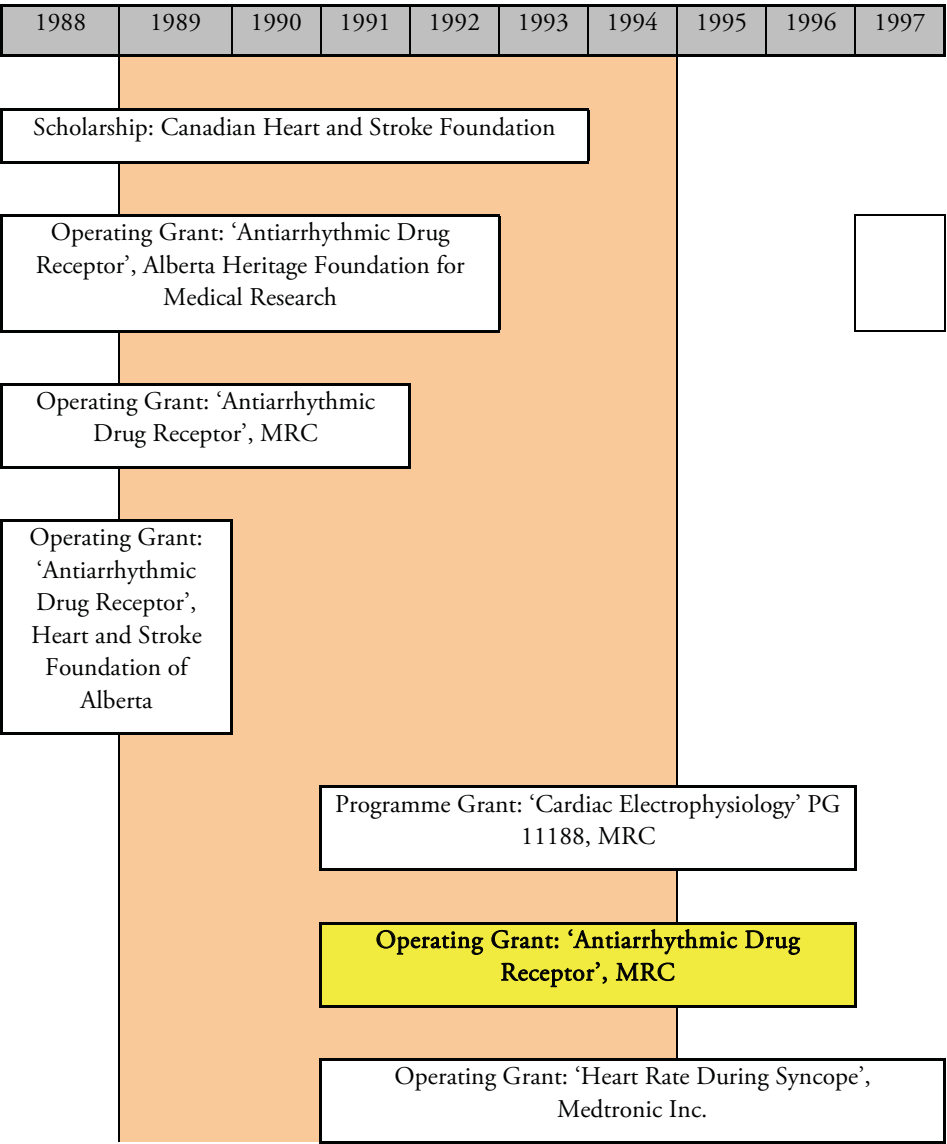 1988 1989 1990 1991 1992 1993 1994 1995 1996 1997
Scholarship: Canadian Heart and Stroke Foundation
Operating Grant: ‘Antiarrhythmic Drug
Receptor’, Alberta Heritage Foundation for
Medical Research
Operating Grant: ‘Antiarrhythmic
Drug Receptor’, MRC
Operating Grant:
‘Antiarrhythmic
Drug Receptor’,
Heart and Stroke
Foundation of
Alberta
Programme Grant: ‘Cardiac Electrophysiology’ PG
11188, MRC
Operating Grant: ‘Antiarrhythmic Drug
Receptor’, MRC
Operating Grant: ‘Heart Rate During Syncope’,
Medtronic Inc.